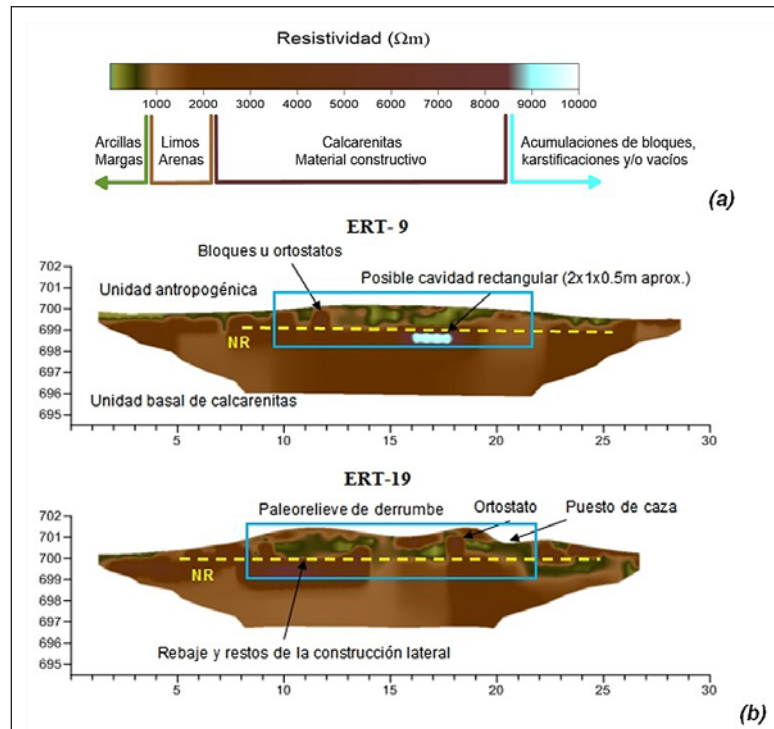 Resistividad (Ωm)
1000 2000 3000 4000 5000 6000 7000 8000 9000 10000
Arcillas
Margas
Limos
Arenas
Calcarenitas
Material constructivo
Acumulaciones de bloques,
karstificaciones y/o vacíos
(a)
ERT- 9
Bloques u ortostatos
Unidad antropogénica
Posible cavidad rectangular (2x1x0.5m aprox.)
NR
Unidad basal de calcarenitas
702
701
700
699
698
696
695
5 10 15 20 25 30
ERT-19
Paleorelieve de derrumbe
Ortostato
Puesto de caza
NR
Rebaje y restos de la construcción lateral
702
701
700
699
698
696
695
5 10 15 20 25 30
(b)